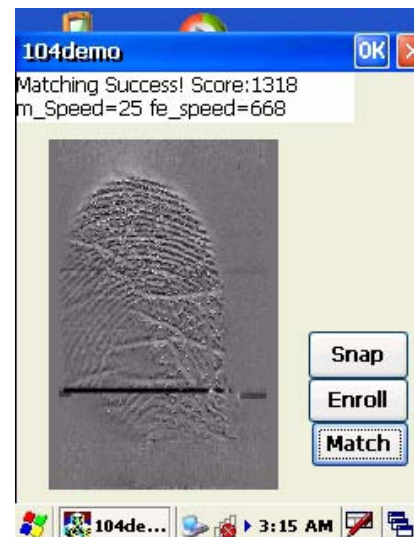 104demo OK
Matching Success! Score:1318
m_Speed=25 fe_speed=668
Snap
Enroll
Match
104de... 3:15 AM